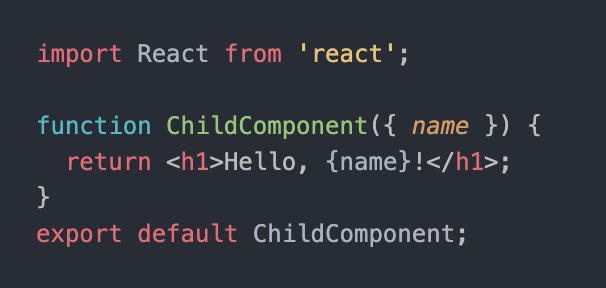 import React from 'react';
function ChildComponent({ name }) {
  return <h1>Hello, {name}!</h1>;
}
export default ChildComponent;